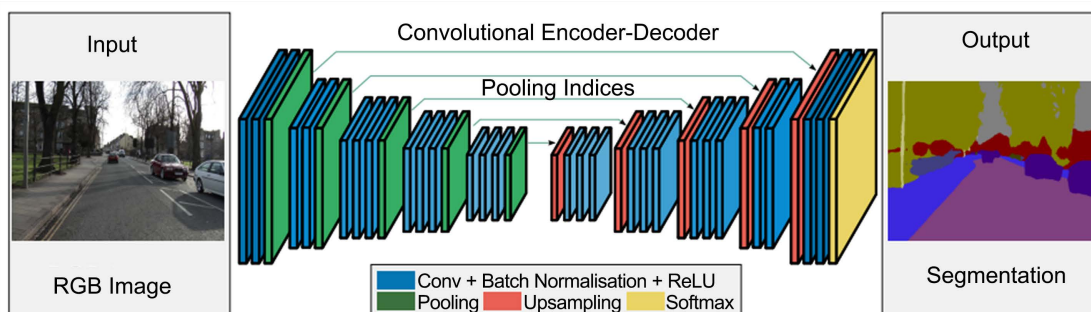 Input
RGB Image
Convolutional Encoder-Decoder
Pooling Indices
Conv + Batch Normalisation + ReLU
Pooling
Upsampling
Softmax
Output
Segmentation